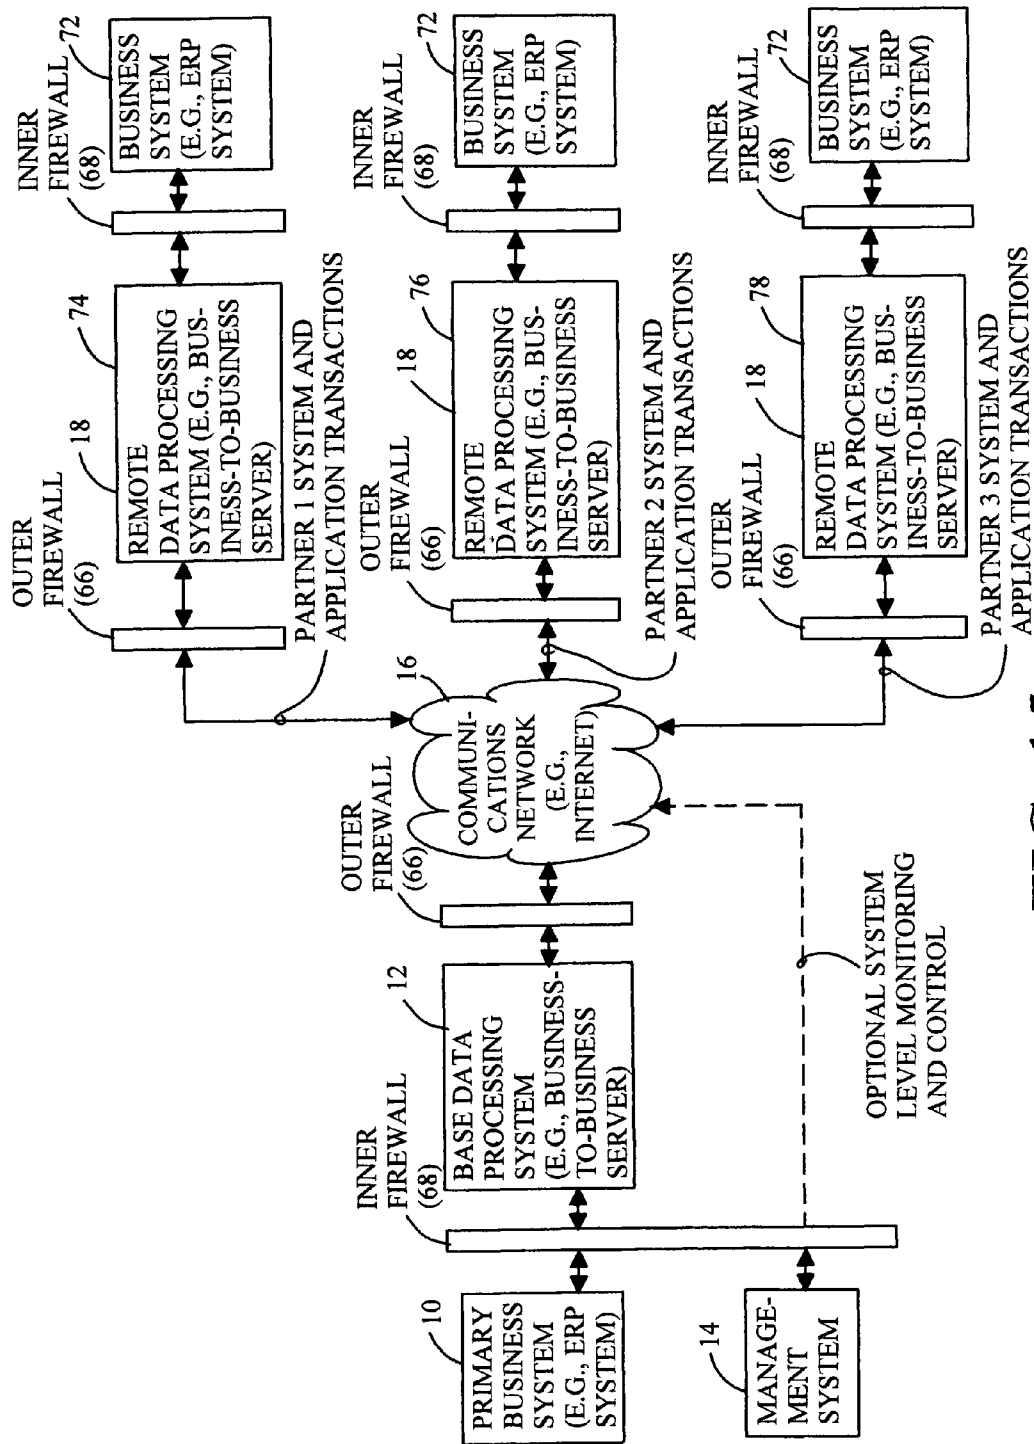 INNER
FIREWALL
(68)
72
BUSINESS
SYSTEM
(E.G., ERP
SYSTEM)
OUTER
FIREWALL
(66)
18
74
REMOTE
DATA PROCESSING
SYSTEM (E.G., BUS-
INESS-TO-BUSINESS
SERVER)
PARTNER 1 SYSTEM AND
APPLICATION TRANSACTIONS
INNER
FIREWALL
(68)
72
BUSINESS
SYSTEM
(E.G., ERP
SYSTEM)
OUTER
FIREWALL
(66)
18
76
REMOTE
DATA PROCESSING
SYSTEM (E.G., BUS-
INESS-TO-BUSINESS
SERVER)
PARTNER 2 SYSTEM AND
APPLICATION TRANSACTIONS
INNER
FIREWALL
(68)
72
BUSINESS
SYSTEM
(E.G., ERP
SYSTEM)
OUTER
FIREWALL
(66)
18
78
REMOTE
DATA PROCESSING
SYSTEM (E.G., BUS-
INESS-TO-BUSINESS
SERVER)
PARTNER 3 SYSTEM AND
APPLICATION TRANSACTIONS
16
COMMUNI-
CATIONS
NETWORK
(E.G.,
INTERNET)
OUTER
FIREWALL
(66)
12
BASE DATA
PROCESSING
SYSTEM
(E.G., BUSINESS-
TO-BUSINESS
SERVER)
INNER
FIREWALL
(68)
10
PRIMARY
BUSINESS
SYSTEM
(E.G., ERP
SYSTEM)
14
MANAGE-
MENT
SYSTEM
OPTIONAL SYSTEM
LEVEL MONITORING
AND CONTROL